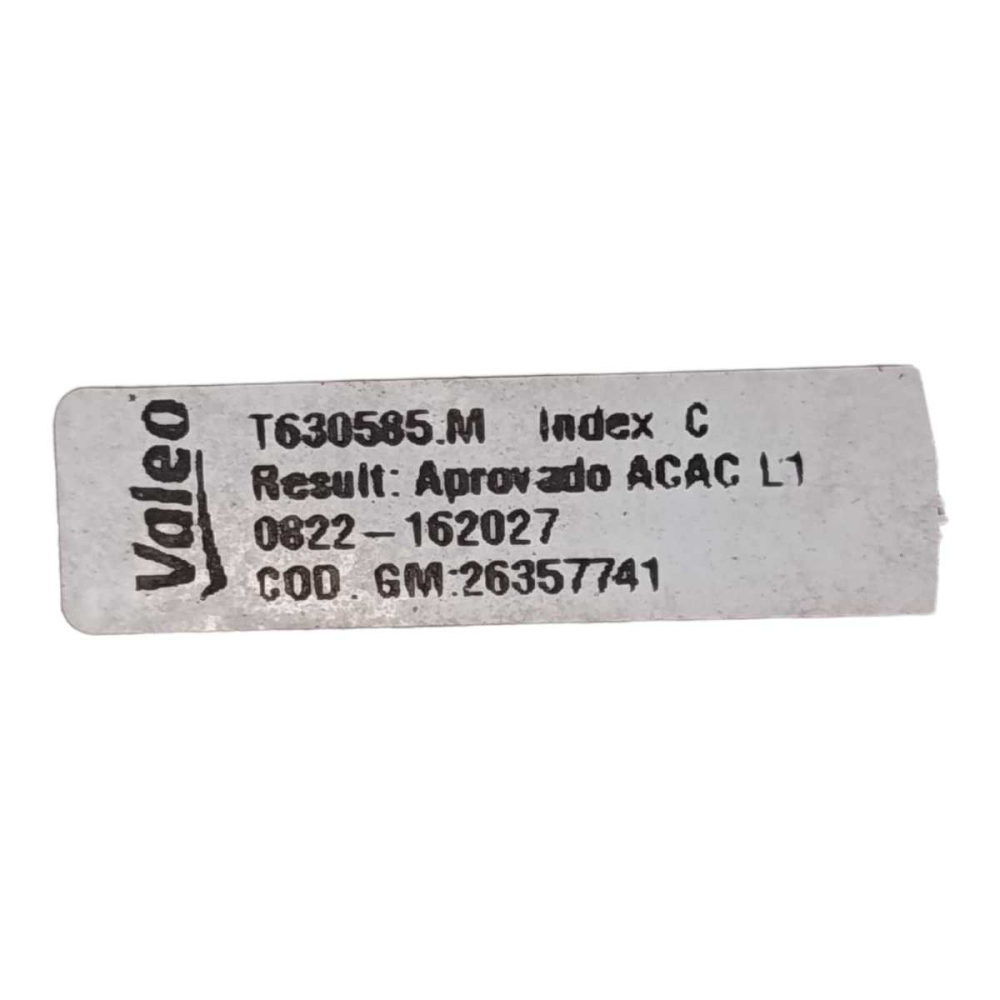 Valeo
T630585.M Index C
Result: Aprovado ACAC L1
0822-162027
COD. GM:26357741